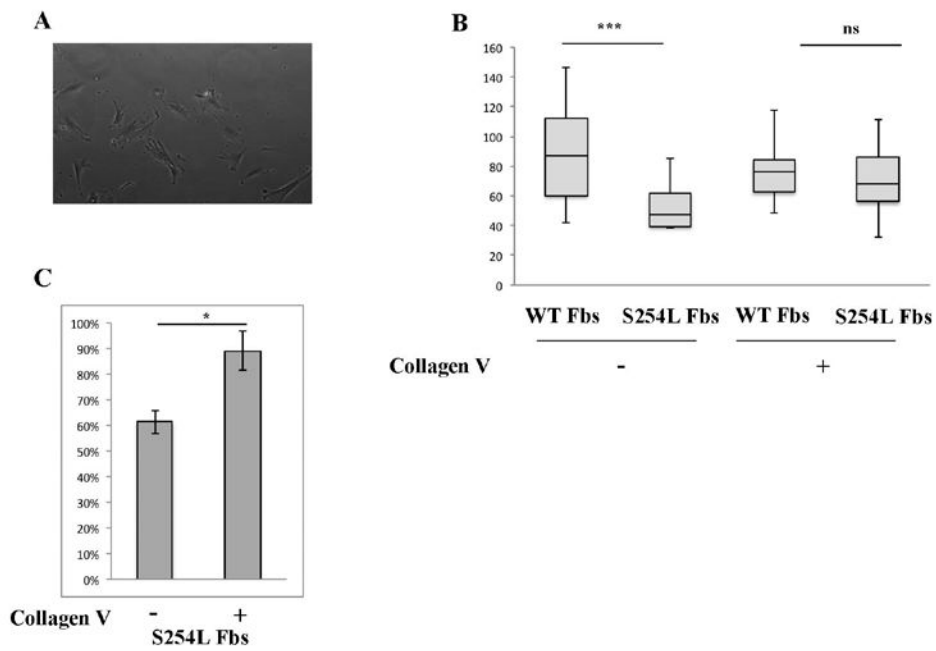 A
B
*** ns
160
140
120
100
80
60
40
20
0
WT Fbs S254L Fbs WT Fbs S254L Fbs
Collagen V - +
C
*
100%
90%
80%
70%
60%
50%
40%
30%
20%
10%
0%
Collagen V - +
S254L Fbs